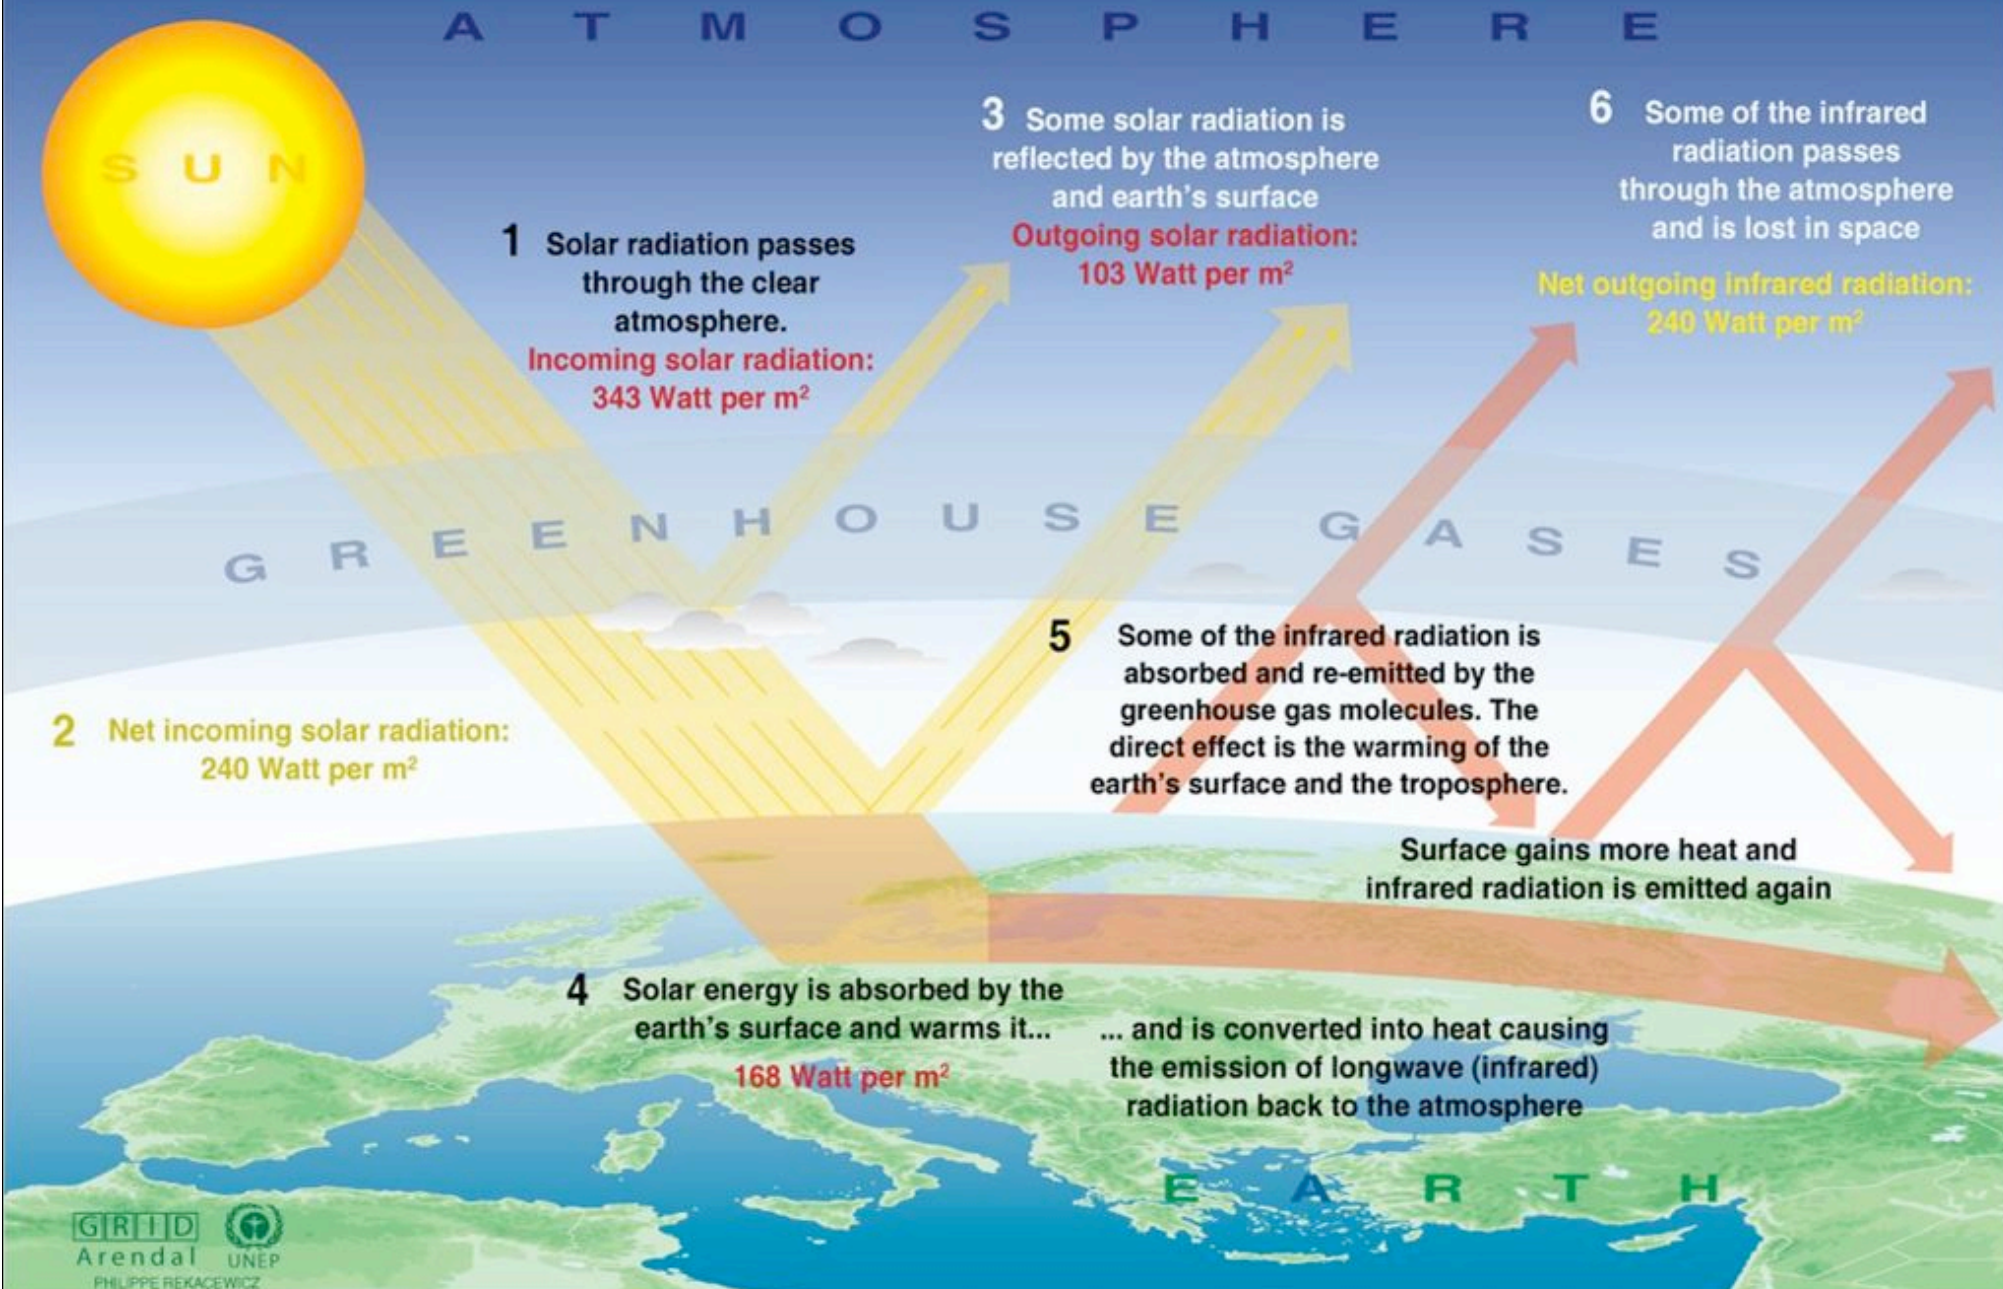 ATMOSPHERE
SUN
1 Solar radiation passes
through the clear
atmosphere.
Incoming solar radiation:
343 Watt per m²
3 Some solar radiation is
reflected by the atmosphere
and earth's surface
Outgoing solar radiation:
103 Watt per m²
6 Some of the infrared
radiation passes
through the atmosphere
and is lost in space
Net outgoing infrared radiation:
240 Watt per m²
GREENHOUSE GASES
2 Net incoming solar radiation:
240 Watt per m²
5 Some of the infrared radiation is
absorbed and re-emitted by the
greenhouse gas molecules. The
direct effect is the warming of the
earth's surface and the troposphere.
Surface gains more heat and
infrared radiation is emitted again
4 Solar energy is absorbed by the
earth's surface and warms it...
168 Watt per m²
... and is converted into heat causing
the emission of longwave (infrared)
radiation back to the atmosphere
EARTH
GRID
Arendal
UNEP
PHILIPPE REKACEWICZ